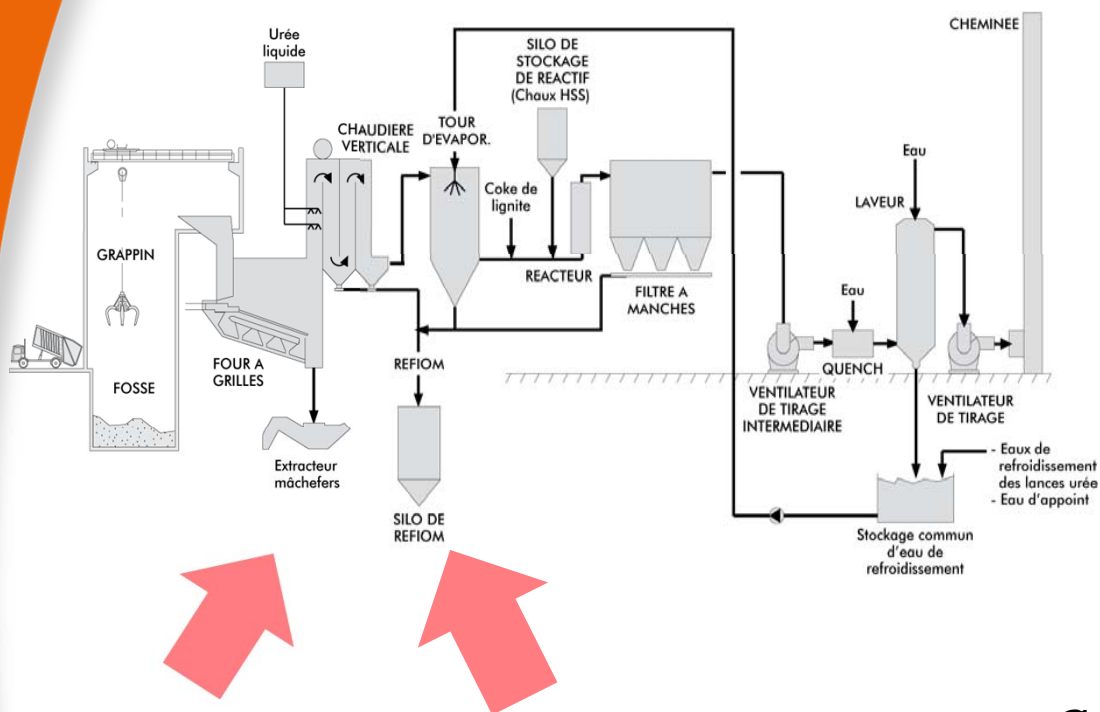 CHEMINEE
Urée
liquide
SILO DE
STOCKAGE
DE REACTIF
(Chaux HSS)
TOUR
D'EVAPOR.
CHAUDIERE
VERTICALE
Eau
Coke de
lignite
LAVEUR
GRAPPIN
REACTEUR
FILTRE A
MANCHES
Eau
FOUR A
GRILLES
REFIOM
QUENCH
FOSSE
VENTILATEUR
DE TIRAGE
INTERMEDIAIRE
VENTILATEUR
DE TIRAGE
Extracteur
mâchefers
- Eaux de
refroidissement
des lances urée
- Eau d'appoint
SILO DE
REFIOM
Stockage commun
d'eau de
refroidissement